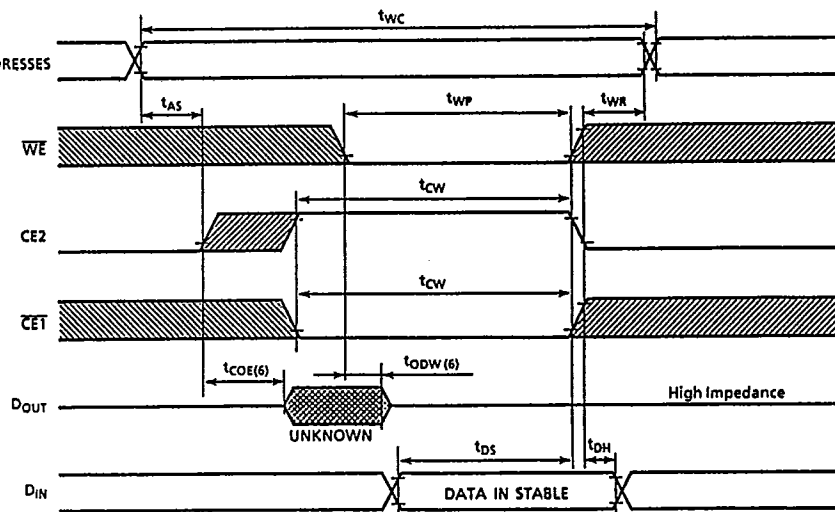 tWC
DRESSES
tAS
tWP
tWR
WE
tCW
CE2
tCW
CE1
tCOE(6)
tODW(6)
DOUT
High Impedance
UNKNOWN
tDS
tDH
DIN
DATA IN STABLE